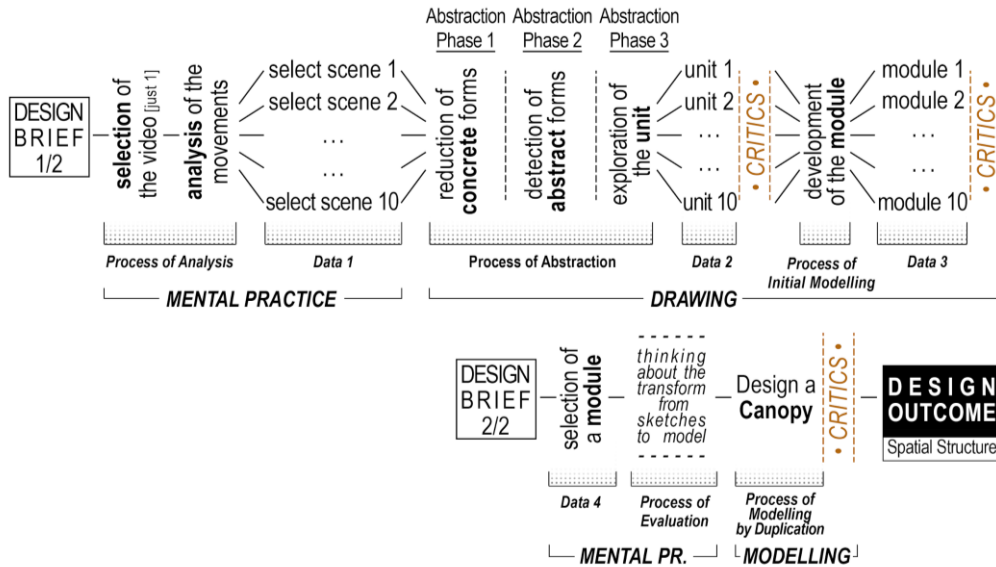 Abstraction Phase 1
Abstraction Phase 2
Abstraction Phase 3
DESIGN
BRIEF
1/2
selection of
the video [just 1]
analysis of the
movements
select scene 1
select scene 2
...
...
select scene 10
reduction of
concrete forms
detection of
abstract forms
exploration of
the unit
unit 1
unit 2
...
...
unit 10
• CRITICS •
development
of the module
module 1
module 2
...
...
module 10
• CRITICS •
Process of Analysis
Data 1
Process of Abstraction
Data 2
Process of
Initial Modelling
Data 3
MENTAL PRACTICE
DRAWING
DESIGN
BRIEF
2/2
selection of
a module
thinking
about the
transform
from
sketches
to model
Design a
Canopy
• CRITICS •
DESIGN
OUTCOME
Spatial Structure
Data 4
Process of
Evaluation
Process of
Modelling
by Duplication
MENTAL PR.
MODELLING